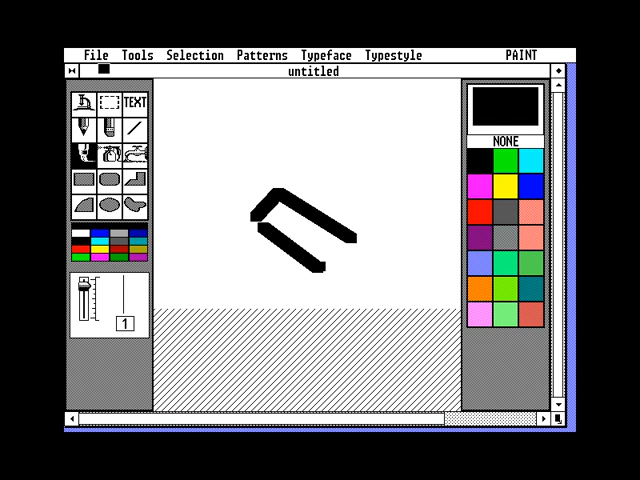 File Tools Selection Patterns Typeface Typestyle PAINT
untitled
TEXT
NONE
1